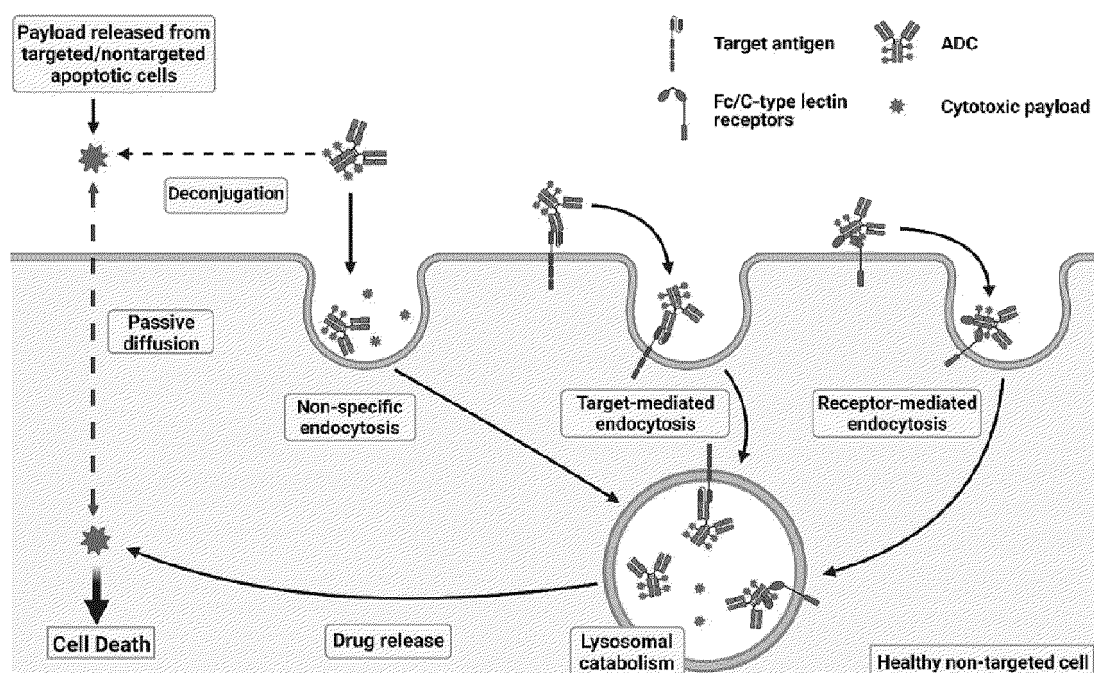 Payload released from
targeted/nontargeted
apoptotic cells
Target antigen
ADC
Fc/C-type lectin
receptors
Cytotoxic payload
Deconjugation
Passive
diffusion
Non-specific
endocytosis
Target-mediated
endocytosis
Receptor-mediated
endocytosis
Cell Death
Drug release
Lysosomal
catabolism
Healthy non-targeted cell